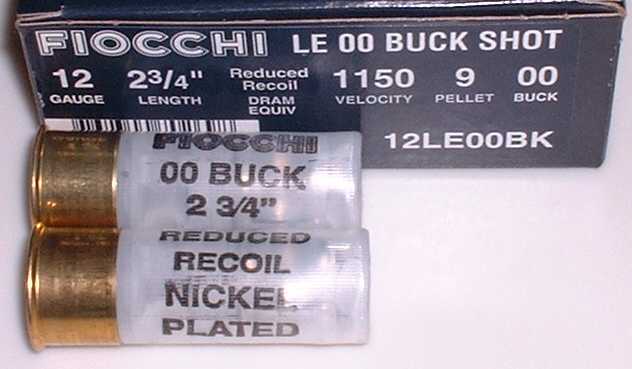 FIOCCHI LE 00 BUCK SHOT
12 GAUGE
2 3/4" LENGTH
Reduced Recoil DRAM EQUIV
1150 VELOCITY
9 PELLET
00 BUCK
12LE00BK
FIOCCHI
00 BUCK
2 3/4"
REDUCED
RECOIL
NICKEL
PLATED